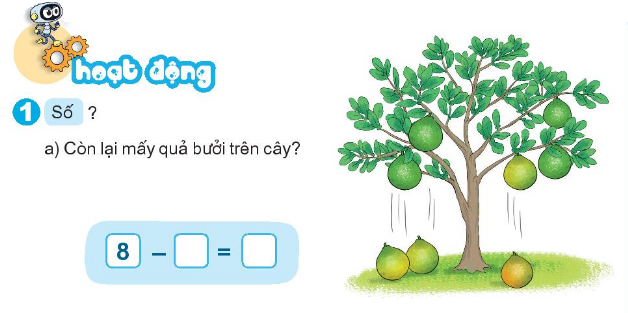 hoạt động
1 Số ?
a) Còn lại mấy quả bưởi trên cây?
8 – =